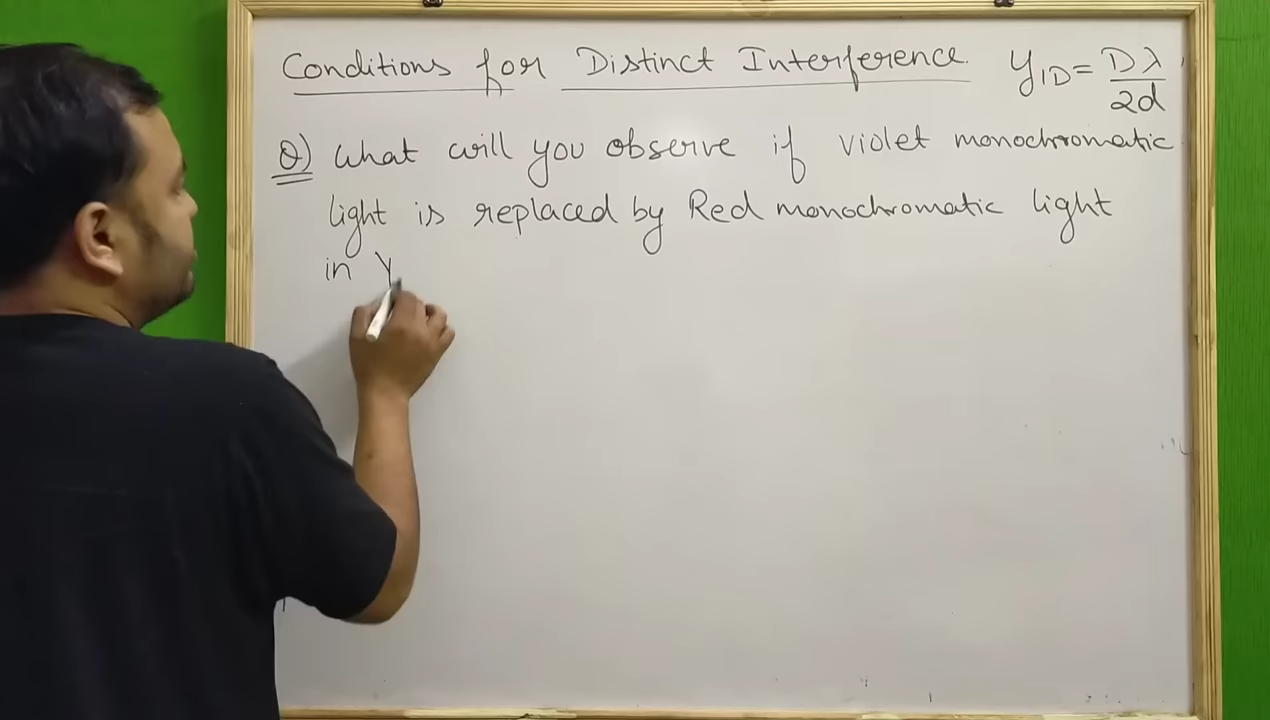 Conditions for Distinct Interference. Y1D = Dλ/2d
Q) What will you observe if violet monochromatic
light is replaced by Red monochromatic light
in Y